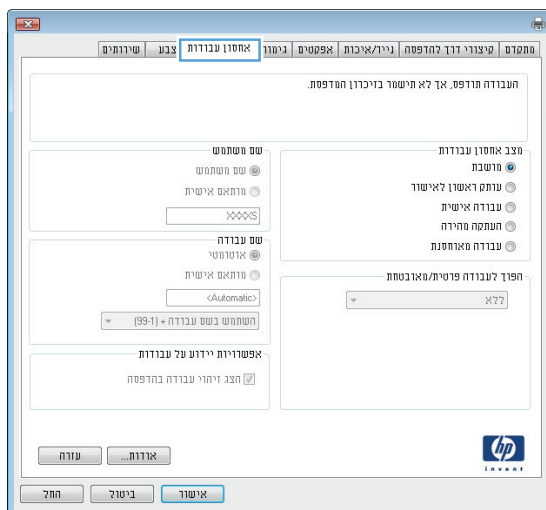 מתקדם
קיצורי דרך להדפסה
נייר/איכות
אפקטים
גימור
אחסון עבודות
צבע
שירותים
העבודה תודפס, אך לא תישמר בזיכרון המדפסת.
מצב אחסון עבודות
מושבת
עותק ראשון לאישור
עבודה אישית
העתקה מהירה
עבודה מאוחסנת
הפוך לעבודה פרטית/מאובטחת
ללא
שם משתמש
שם משתמש
מותאם אישית
XXXXS
שם עבודה
אוטומטי
מותאם אישית
<Automatic>
השתמש בשם עבודה + (99-1)
אפשרויות יידוע על עבודות
הצג זיהוי עבודה בהדפסה
hp
invent
אודות...
עזרה
אישור
ביטול
החל